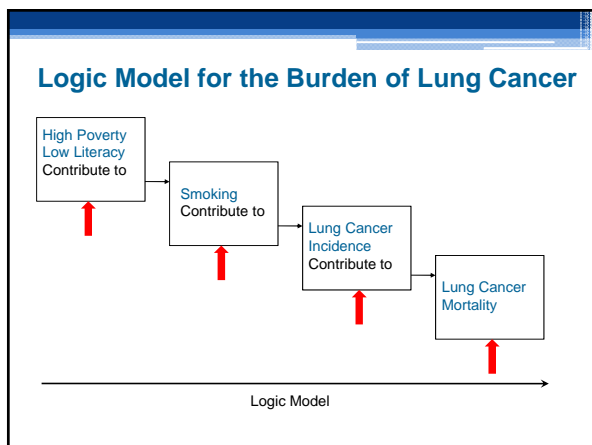 Logic Model for the Burden of Lung Cancer
High Poverty
Low Literacy
Contribute to
Smoking
Contribute to
Lung Cancer
Incidence
Contribute to
Lung Cancer
Mortality
Logic Model